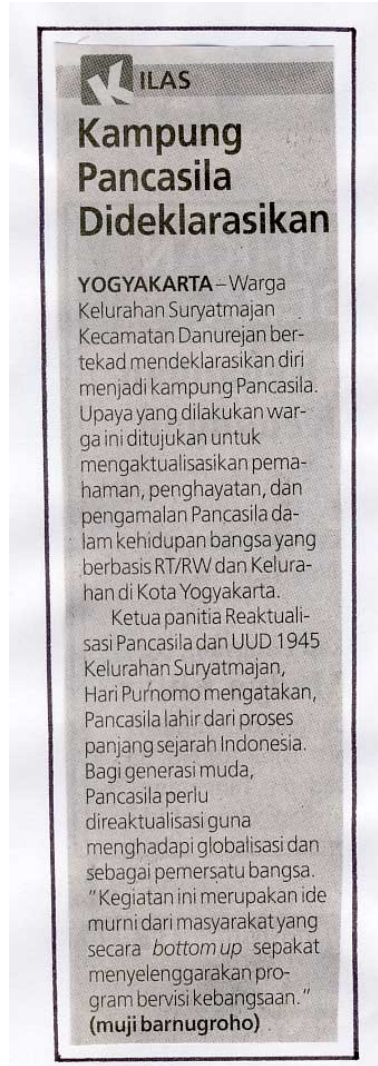 K ILAS
Kampung
Pancasila
Dideklarasikan
YOGYAKARTA – Warga
Kelurahan Suryatmajan
Kecamatan Danurejan ber-
tekad mendeklarasikan diri
menjadi kampung Pancasila.
Upaya yang dilakukan war-
ga ini ditujukan untuk
mengaktualisasikan pema-
haman, penghayatan, dan
pengamalan Pancasila da-
lam kehidupan bangsa yang
berbasis RT/RW dan Kelura-
han di Kota Yogyakarta.
Ketua panitia Reaktuali-
sasi Pancasila dan UUD 1945
Kelurahan Suryatmajan,
Hari Purnomo mengatakan,
Pancasila lahir dari proses
panjang sejarah Indonesia.
Bagi generasi muda,
Pancasila perlu
direaktualisasi guna
menghadapi globalisasi dan
sebagai pemersatu bangsa.
"Kegiatan ini merupakan ide
murni dari masyarakat yang
secara bottom up sepakat
menyelenggarakan pro-
gram bervisi kebangsaan."
(muji barnugroho)